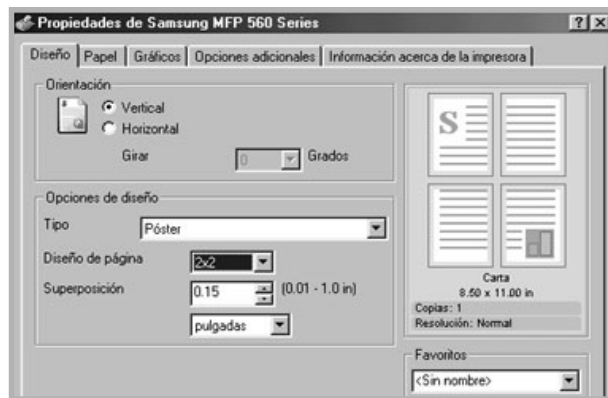 Propiedades de Samsung MFP 560 Series
Diseño Papel Gráficos Opciones adicionales Información acerca de la impresora
Orientación
Vertical
Horizontal
Girar 0 Grados
Opciones de diseño
Tipo Póster
Diseño de página 2x2
Superposición 0.15 (0.01 - 1.0 in)
pulgadas
S
Carta
8.50 x 11.00 in
Copias: 1
Resolución: Normal
Favoritos
<Sin nombre>